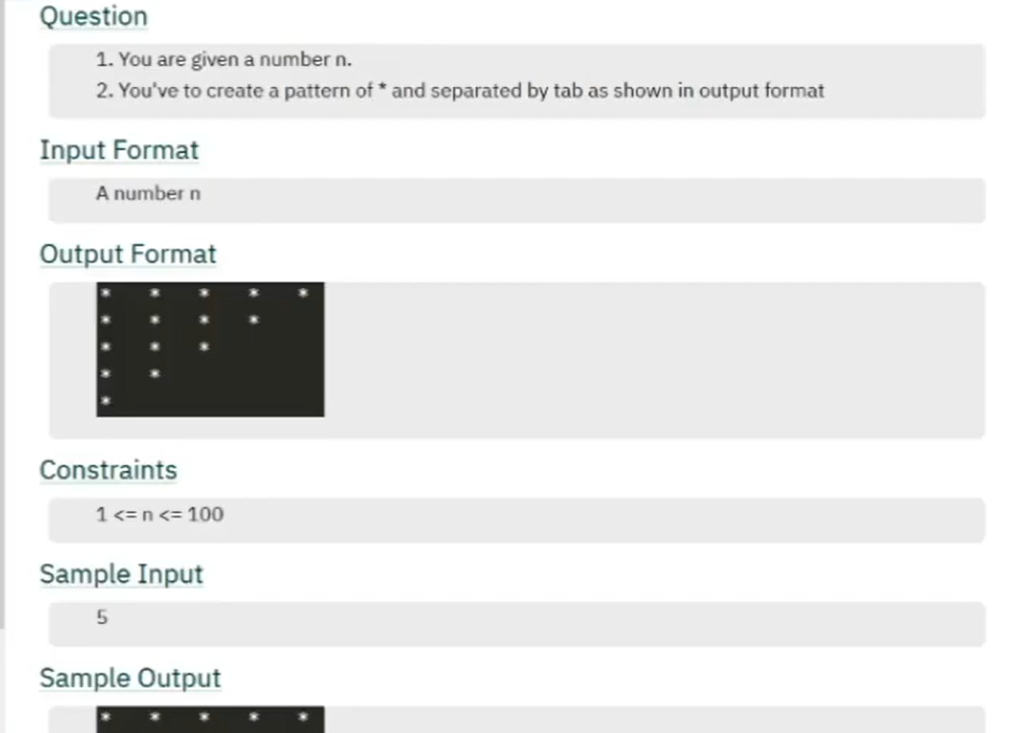 Question
1. You are given a number n.
2. You've to create a pattern of * and separated by tab as shown in output format
Input Format
A number n
Output Format
* * * * *
* * * *
* * *
* *
*
Constraints
1 <= n <= 100
Sample Input
5
Sample Output
* * * * *